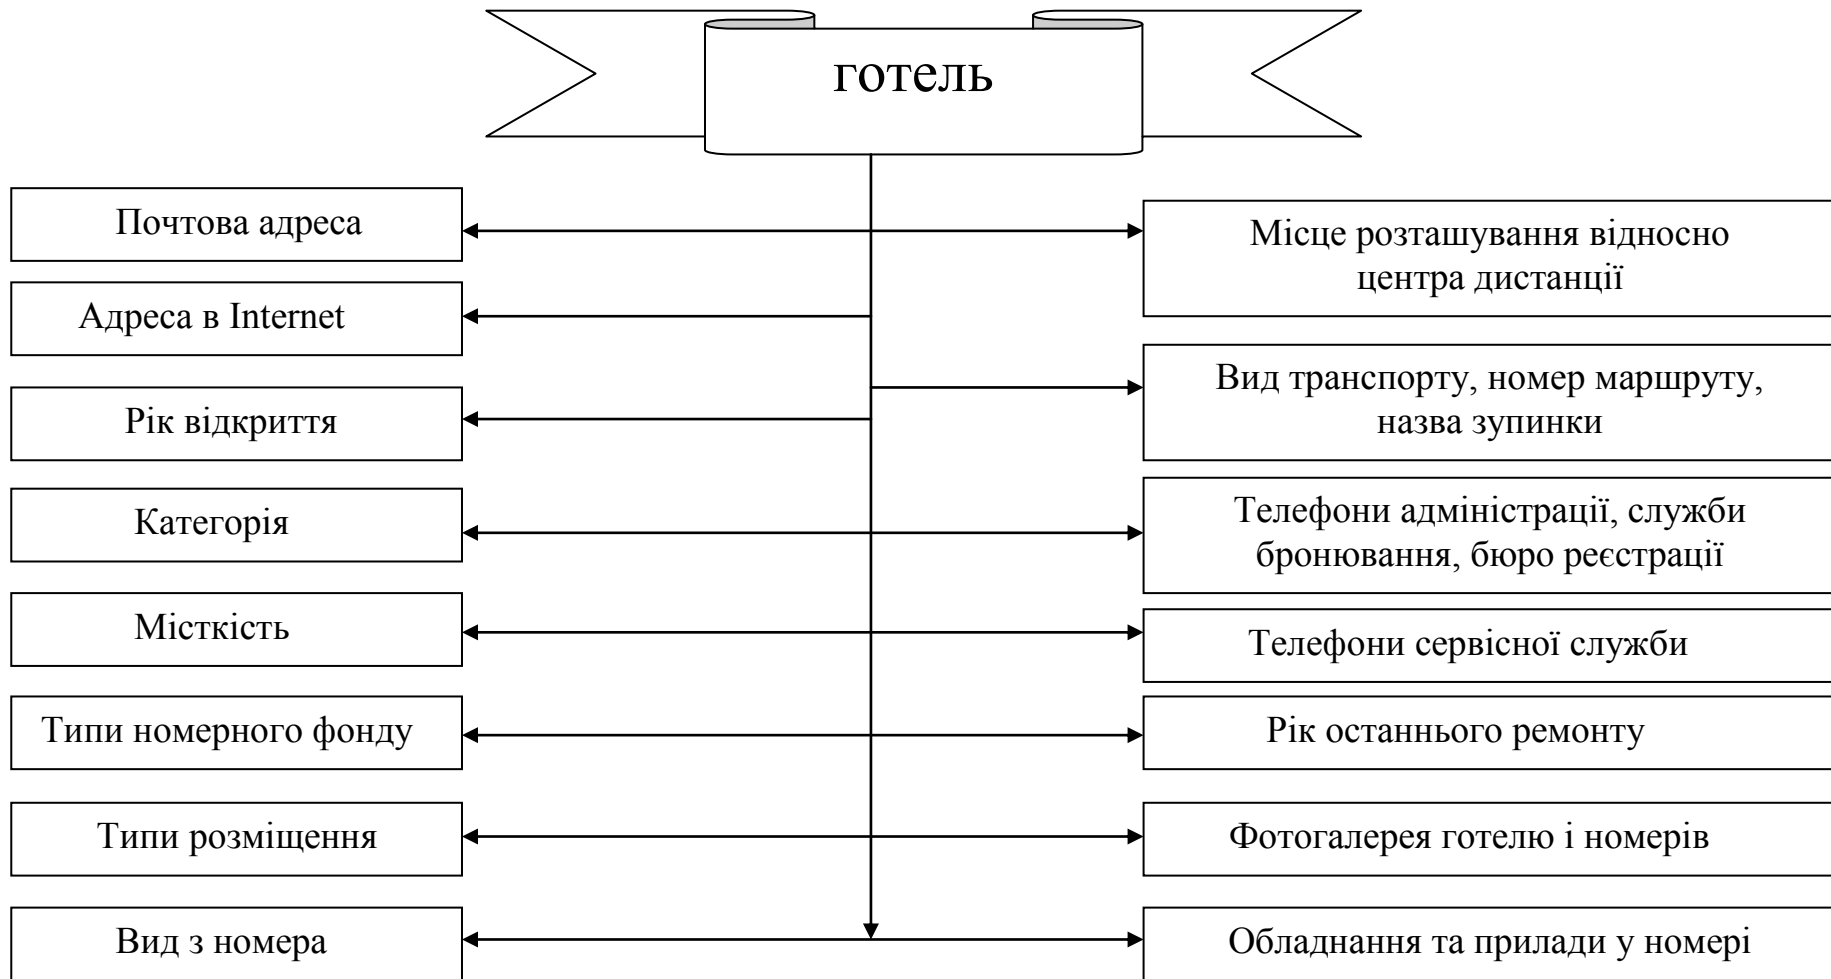 готель
Почтова адреса
Адреса в Internet
Рік відкриття
Категорія
Місткість
Типи номерного фонду
Типи розміщення
Вид з номера
Місце розташування відносно
центра дистанції
Вид транспорту, номер маршруту,
назва зупинки
Телефони адміністрації, служби
бронювання, бюро реєстрації
Телефони сервісної служби
Рік останнього ремонту
Фотогалерея готелю і номерів
Обладнання та прилади у номері